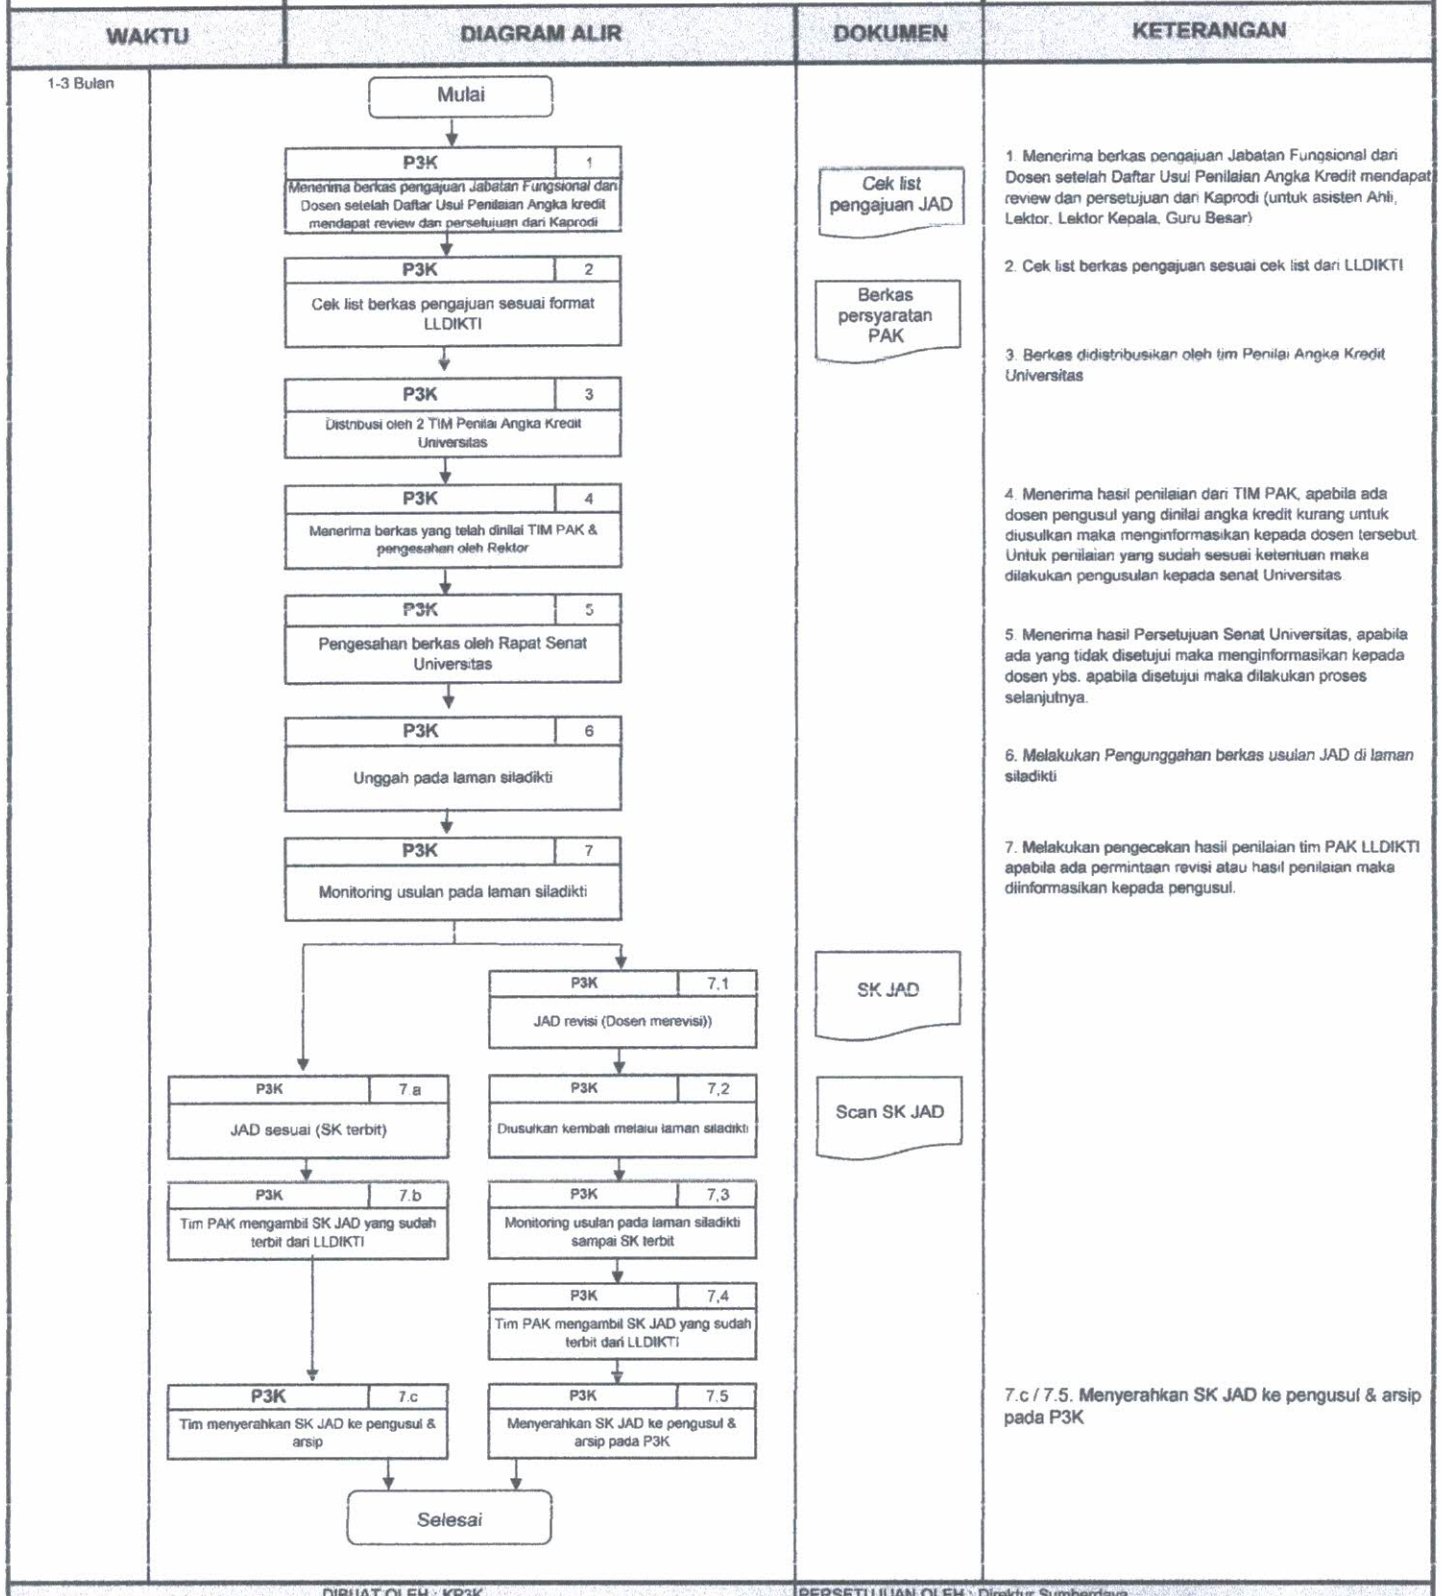 WAKTU
DIAGRAM ALIR
DOKUMEN
KETERANGAN
1-3 Bulan
Mulai
P3K
1
Menerima berkas pengajuan Jabatan Fungsional dari
Dosen setelah Daftar Usul Penilaian Angka kredit
mendapat review dan persetujuan dari Kaprodi
P3K
2
Cek list berkas pengajuan sesuai format
LLDIKTI
P3K
3
Distribusi oleh 2 TIM Penilai Angka Kredit
Universitas
P3K
4
Menerima berkas yang telah dinilai TIM PAK &
pengesahan oleh Rektor
P3K
5
Pengesahan berkas oleh Rapat Senat
Universitas
P3K
6
Unggah pada laman siladikti
P3K
7
Monitoring usulan pada laman siladikti
P3K
7.1
JAD revisi (Dosen merevisi))
P3K
7.a
JAD sesuai (SK terbit)
P3K
7,2
Diusulkan kembali melalui laman siladikti
P3K
7.b
Tim PAK mengambil SK JAD yang sudah
terbit dari LLDIKTI
P3K
7,3
Monitoring usulan pada laman siladikti
sampai SK terbit
P3K
7,4
Tim PAK mengambil SK JAD yang sudah
terbit dari LLDIKTI
P3K
7.c
Tim menyerahkan SK JAD ke pengusul &
arsip
P3K
7.5
Menyerahkan SK JAD ke pengusul &
arsip pada P3K
Selesai
Cek list
pengajuan JAD
Berkas
persyaratan
PAK
SK JAD
Scan SK JAD
1. Menerima berkas pengajuan Jabatan Fungsional dari
Dosen setelah Daftar Usul Penilaian Angka Kredit mendapat
review dan persetujuan dari Kaprodi (untuk asisten Ahli,
Lektor, Lektor Kepala, Guru Besar)
2. Cek list berkas pengajuan sesuai cek list dari LLDIKTI
3. Berkas didistribusikan oleh tim Penilai Angka Kredit
Universitas
4. Menerima hasil penilaian dari TIM PAK, apabila ada
dosen pengusul yang dinilai angka kredit kurang untuk
diusulkan maka menginformasikan kepada dosen tersebut.
Untuk penilaian yang sudah sesuai ketentuan maka
dilakukan pengusulan kepada senat Universitas
5. Menerima hasil Persetujuan Senat Universitas, apabila
ada yang tidak disetujui maka menginformasikan kepada
dosen ybs. apabila disetujui maka dilakukan proses
selanjutnya.
6. Melakukan Pengunggahan berkas usulan JAD di laman
siladikti
7. Melakukan pengecekan hasil penilaian tim PAK LLDIKTI
apabila ada permintaan revisi atau hasil penilaian maka
diinformasikan kepada pengusul.
7.c / 7.5. Menyerahkan SK JAD ke pengusul & arsip
pada P3K
DIBUAT OLEH : KP3K
PERSETUJUAN OLEH : Direktur Sumberdaya